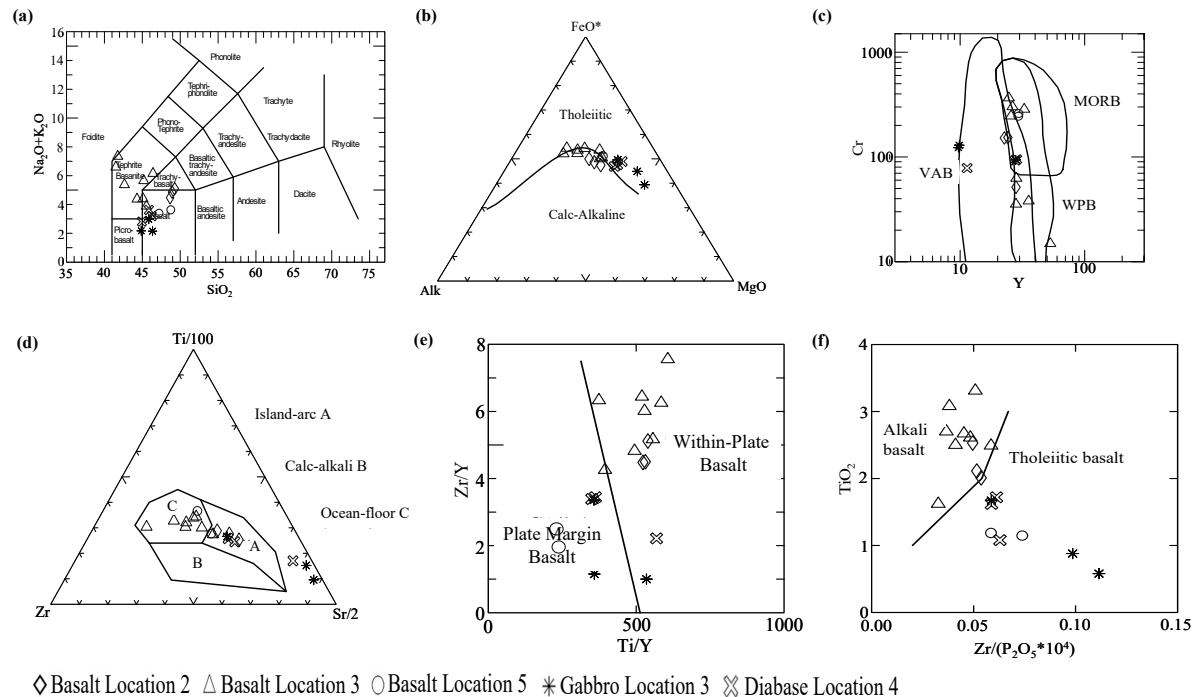 (a)
16
14
12
10
8
6
4
2
0
Na2O+K2O
35 40 45 50 55 60 65 70 75
SiO2
Phonolite
Tephri-
phonolite
Trachyte
Foidite
Phono-
Tephrite
Trachy-
andesite
Trachydacite
Rhyolite
Tephrite
Basanite
Trachy-
basalt
Basaltic
trachy-
andesite
Dacite
Andesite
Basaltic
andesite
Picro-
basalt
(b)
FeO*
Tholeiitic
Calc-Alkaline
Alk
MgO
(c)
1000
100
10
Cr
MORB
VAB
WPB
10 100
Y
(d)
Ti/100
Island-arc A
Calc-alkali B
Ocean-floor C
C
A
B
Zr
Sr/2
(e)
8
6
4
2
0
Zr/Y
Within-Plate
Basalt
Plate Margin
Basalt
0 500 1000
Ti/Y
(f)
4
3
2
1
0
TiO2
Alkali
basalt
Tholeiitic basalt
0.00 0.05 0.10 0.15
Zr/(P2O5*10⁴)
Basalt Location 2 Basalt Location 3 Basalt Location 5 Gabbro Location 3 Diabase Location 4